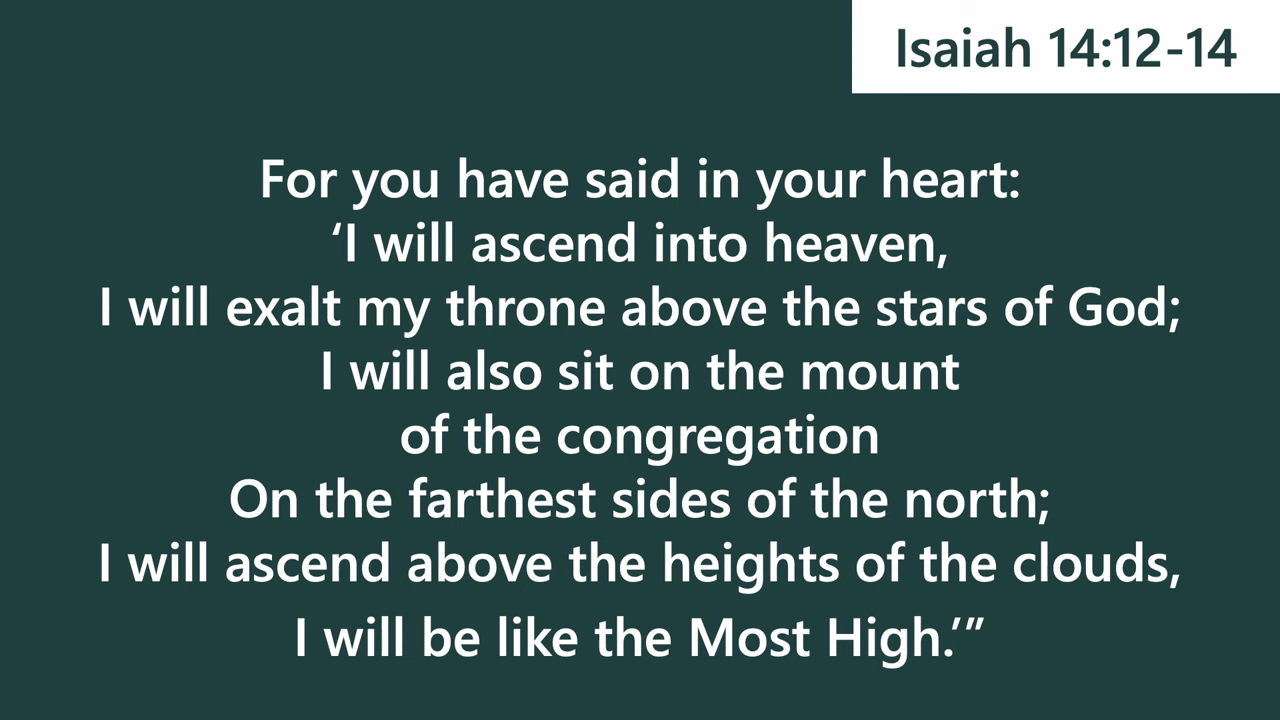 Isaiah 14:12-14
For you have said in your heart:
‘I will ascend into heaven,
I will exalt my throne above the stars of God;
I will also sit on the mount
of the congregation
On the farthest sides of the north;
I will ascend above the heights of the clouds,
I will be like the Most High.’”